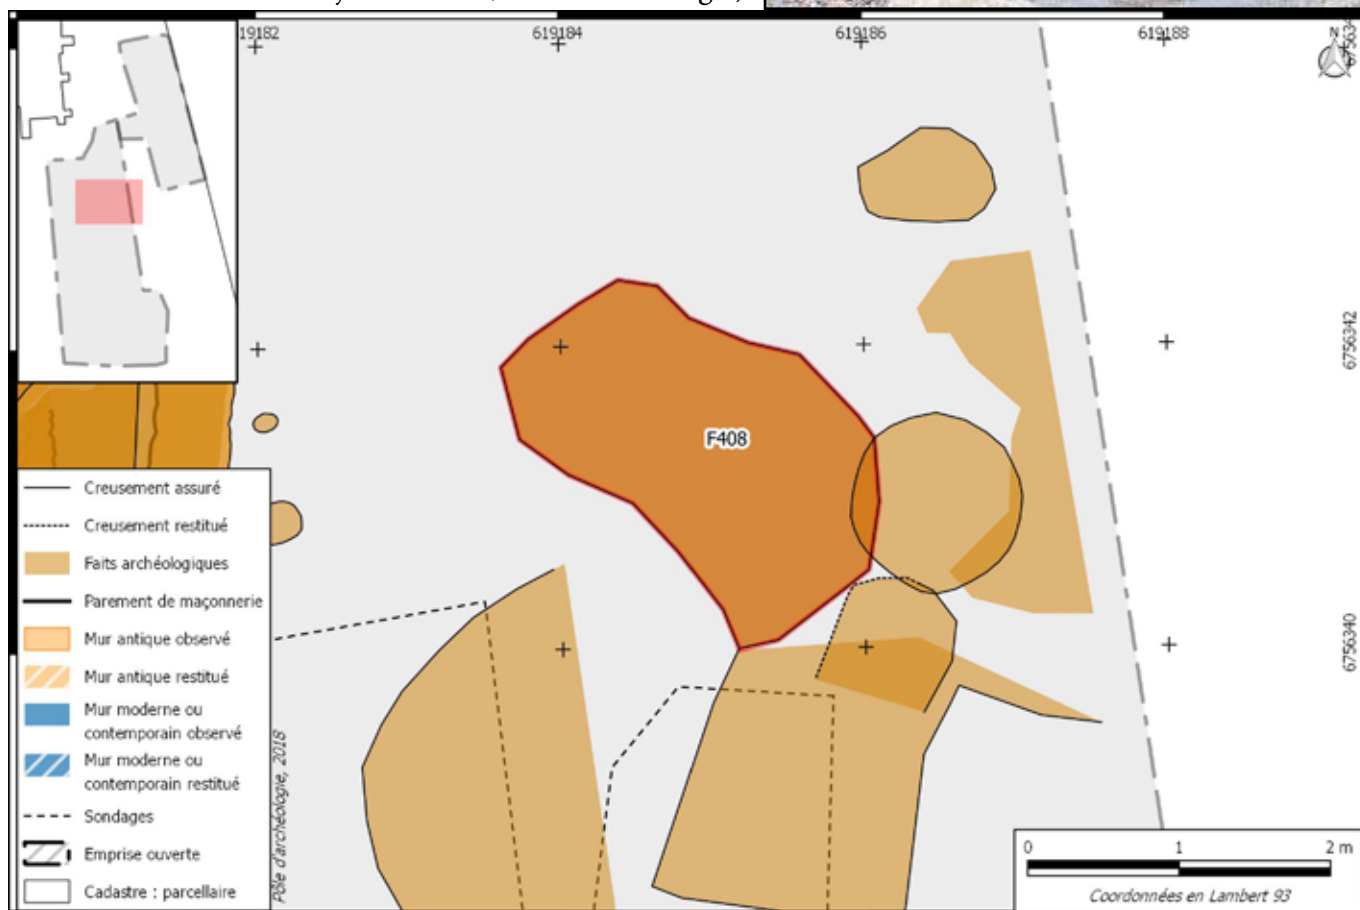 619184
619186
619188
N
6756342
F408
6756340
Creusement assuré
Creusement restitué
Faits archéologiques
Parement de maçonnerie
Mur antique observé
Mur antique restitué
Mur moderne ou
contemporain observé
Mur moderne ou
contemporain restitué
Sondages
Emprise ouverte
Cadastre : parcellaire
Pôle d'archéologie, 2018
0 1 2 m
Coordonnées en Lambert 93